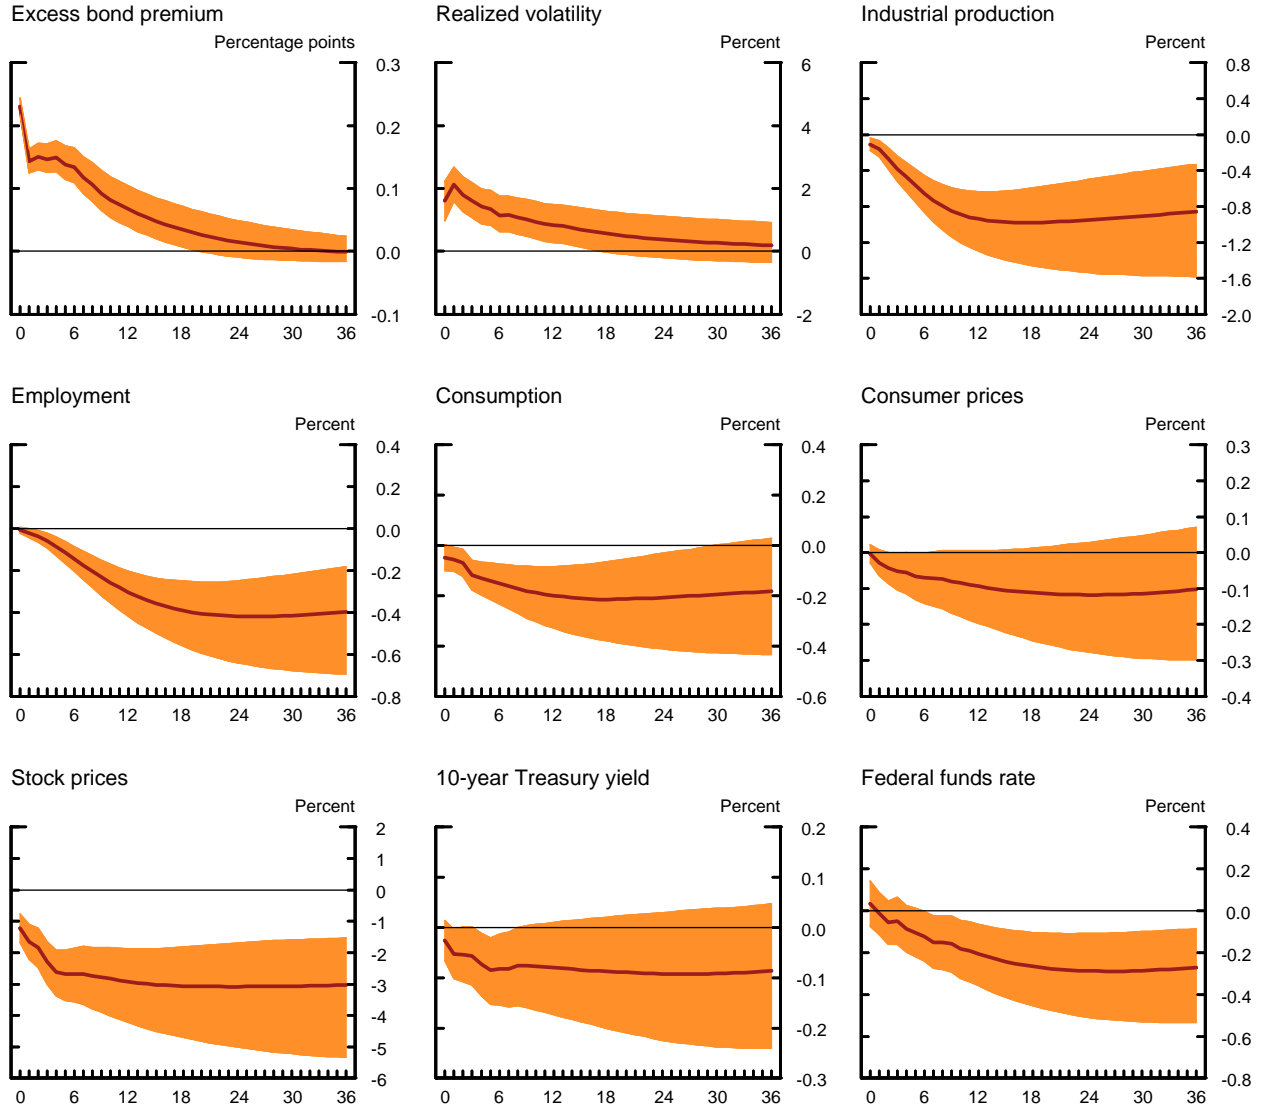 Excess bond premium
Percentage points
0.3
0.2
0.1
0.0
-0.1
0 6 12 18 24 30 36
Realized volatility
Percent
6
4
2
0
-2
0 6 12 18 24 30 36
Industrial production
Percent
0.8
0.4
0.0
-0.4
-0.8
-1.2
-1.6
-2.0
0 6 12 18 24 30 36
Employment
Percent
0.4
0.2
0.0
-0.2
-0.4
-0.6
-0.8
0 6 12 18 24 30 36
Consumption
Percent
0.4
0.2
0.0
-0.2
-0.4
-0.6
0 6 12 18 24 30 36
Consumer prices
Percent
0.3
0.2
0.1
0.0
-0.1
-0.2
-0.3
-0.4
0 6 12 18 24 30 36
Stock prices
Percent
2
1
0
-1
-2
-3
-4
-5
-6
0 6 12 18 24 30 36
10-year Treasury yield
Percent
0.2
0.1
0.0
-0.1
-0.2
-0.3
0 6 12 18 24 30 36
Federal funds rate
Percent
0.4
0.2
0.0
-0.2
-0.4
-0.6
-0.8
0 6 12 18 24 30 36